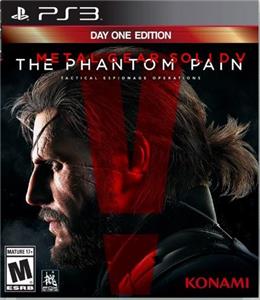 PS3
DAY ONE EDITION
METAL GEAR SOLID V
THE PHANTOM PAIN
TACTICAL ESPIONAGE OPERATIONS
V
MATURE 17+
M
ESRB
KONAMI